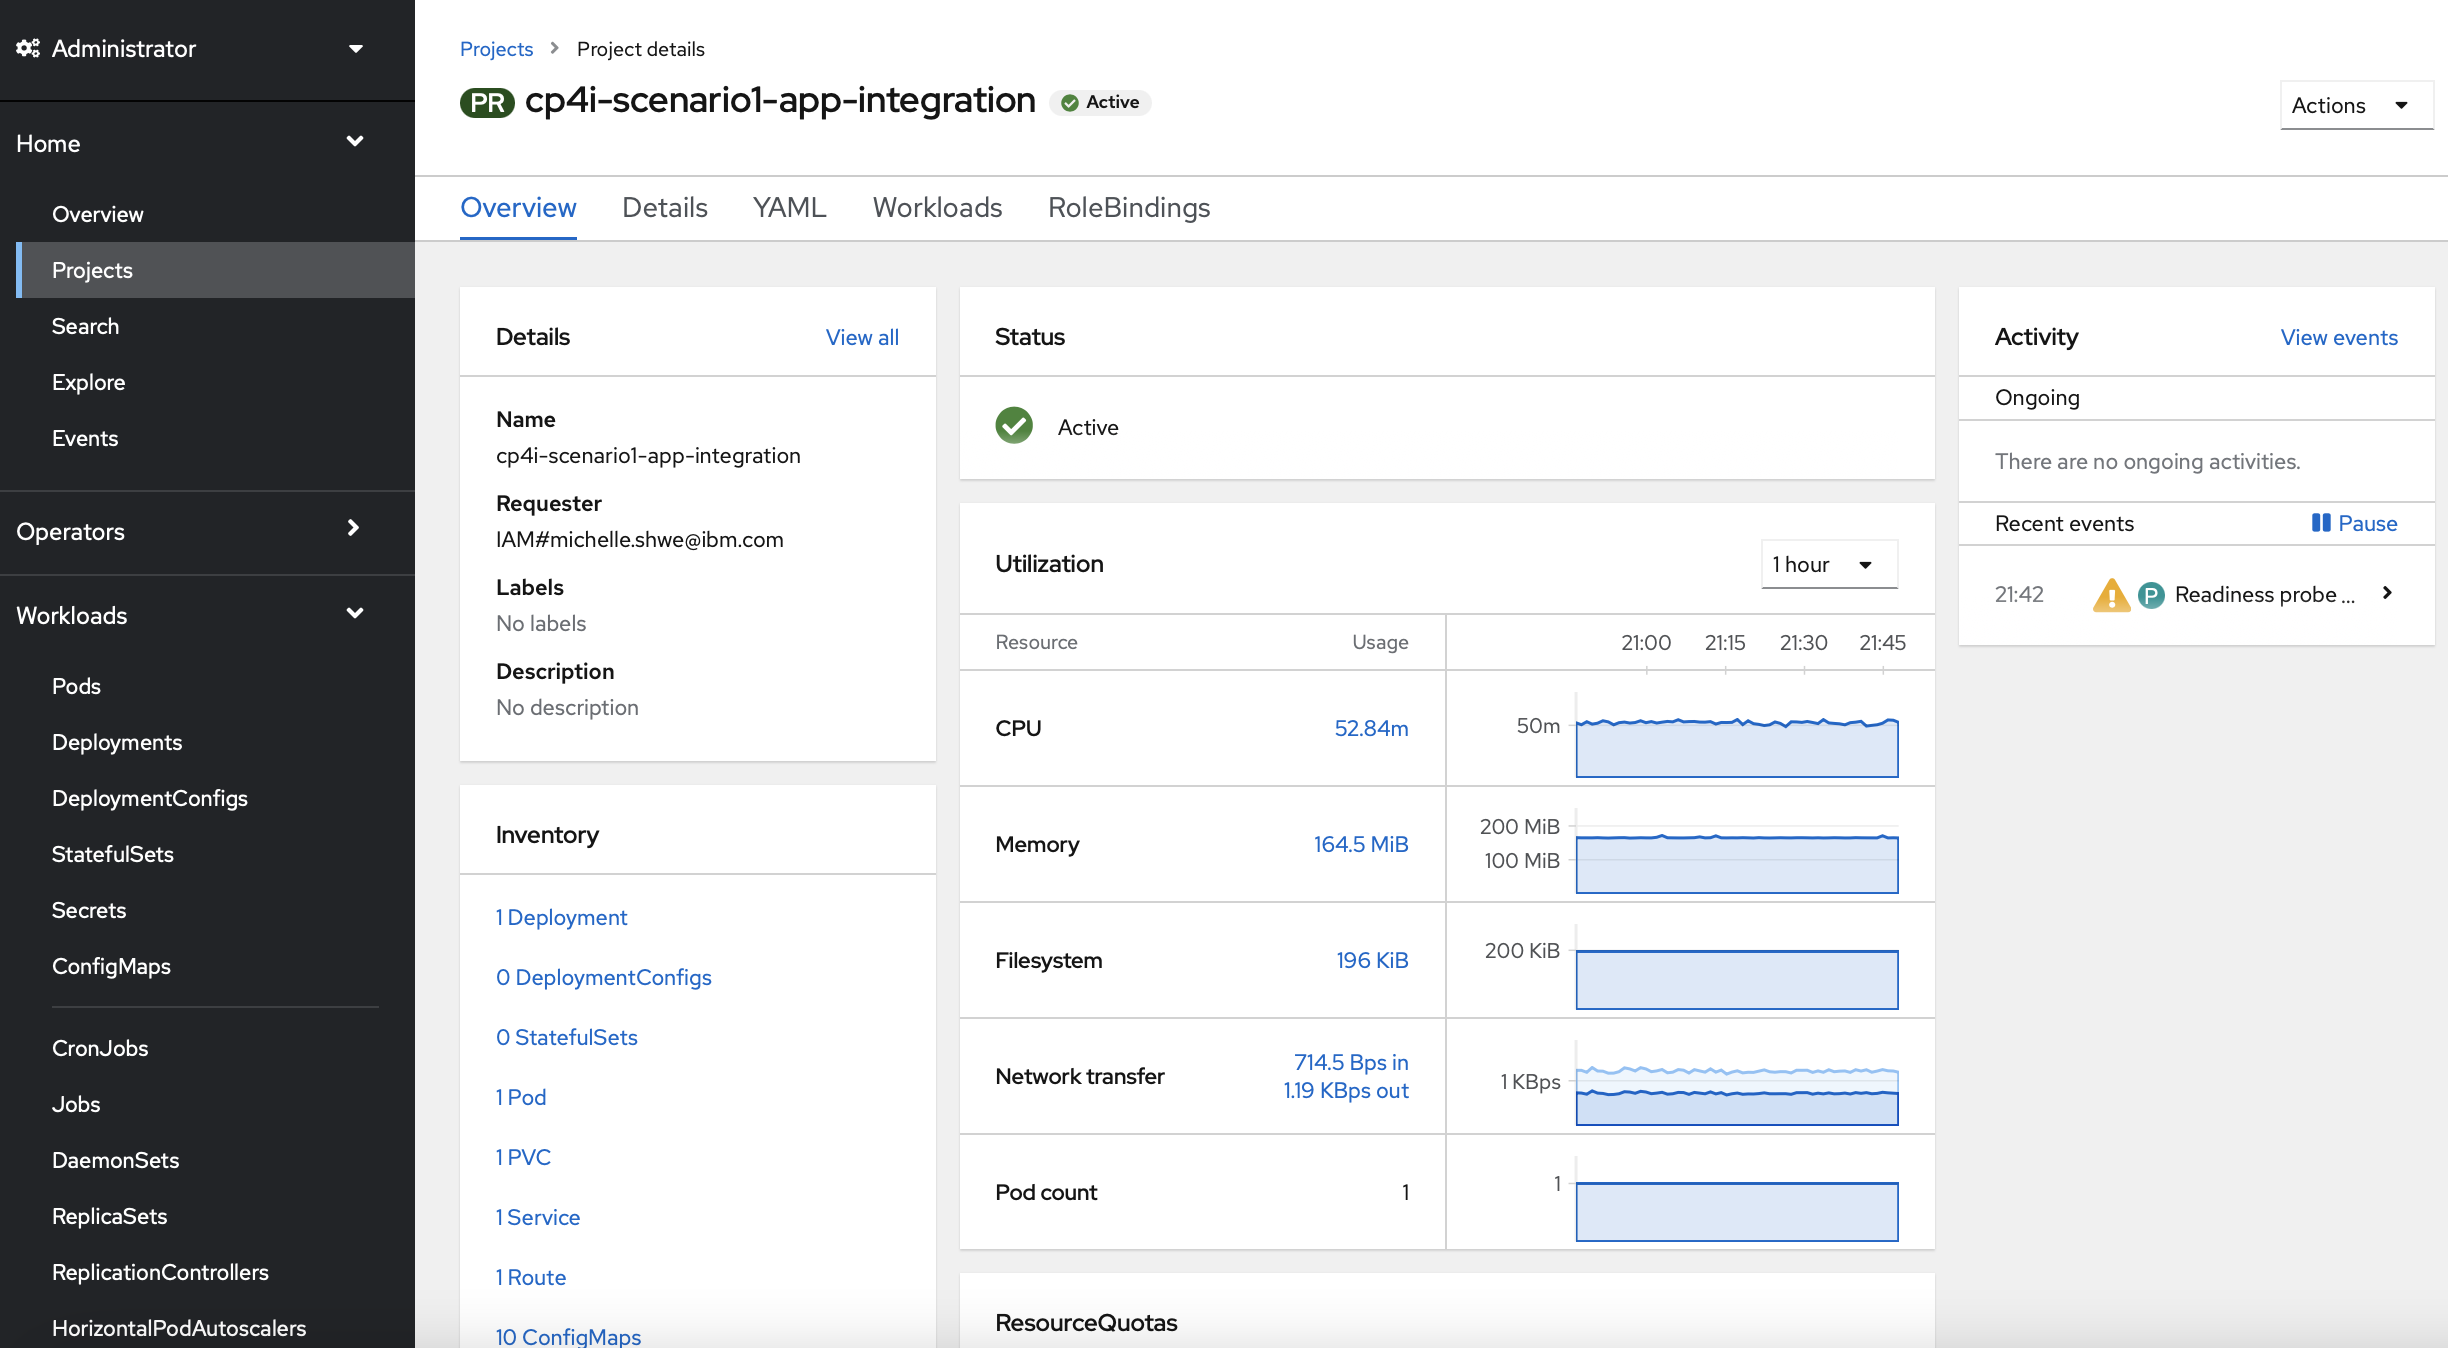 Administrator
Home
Overview
Projects
Search
Explore
Events
Operators
Workloads
Pods
Deployments
DeploymentConfigs
StatefulSets
Secrets
ConfigMaps
CronJobs
Jobs
DaemonSets
ReplicaSets
ReplicationControllers
HorizontalPodAutoscalers
Projects Project details
PR cp4i-scenario1-app-integration Active
Actions
Overview Details YAML Workloads RoleBindings
Details View all
Name
cp4i-scenario1-app-integration
Requester
IAM#michelle.shwe@ibm.com
Labels
No labels
Description
No description
Inventory
1 Deployment
0 DeploymentConfigs
0 StatefulSets
1 Pod
1 PVC
1 Service
1 Route
10 ConfigMaps
Status
Active
Utilization 1 hour
Resource Usage 21:00 21:15 21:30 21:45
CPU 52.84m 50m
Memory 164.5 MiB 200 MiB
100 MiB
Filesystem 196 KiB 200 KiB
Network transfer 714.5 Bps in
1.19 KBps out 1 KBps
Pod count 1 1
ResourceQuotas
Activity View events
Ongoing
There are no ongoing activities.
Recent events Pause
21:42 P Readiness probe ...